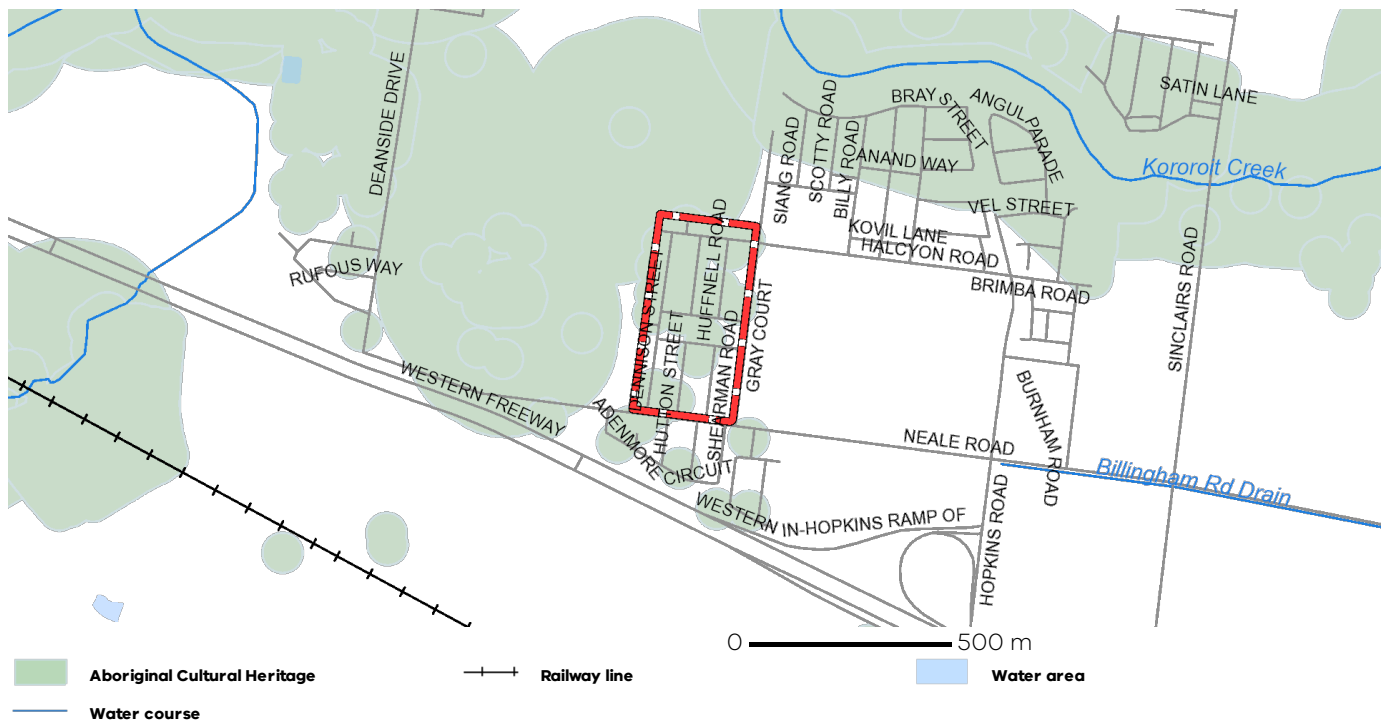 DEANSIDE DRIVE
SATIN LANE
BRAY STREET
ANGUL PARADE
SCOTTY ROAD
SIANG ROAD
BILLY ROAD
ANAND WAY
Kororoit Creek
VEL STREET
KOVIL LANE
HALCYON ROAD
RUFOUS WAY
BRIMBA ROAD
SINCLAIRS ROAD
HUFFNELL ROAD
DENNISON STREET
HUTTON STREET
SHEARMAN ROAD
GRAY COURT
WESTERN FREEWAY
ADENMORE CIRCUIT
BURNHAM ROAD
NEALE ROAD
Billingham Rd Drain
WESTERN IN-HOPKINS RAMP OF
HOPKINS ROAD
0 500 m
Aboriginal Cultural Heritage
Railway line
Water area
Water course